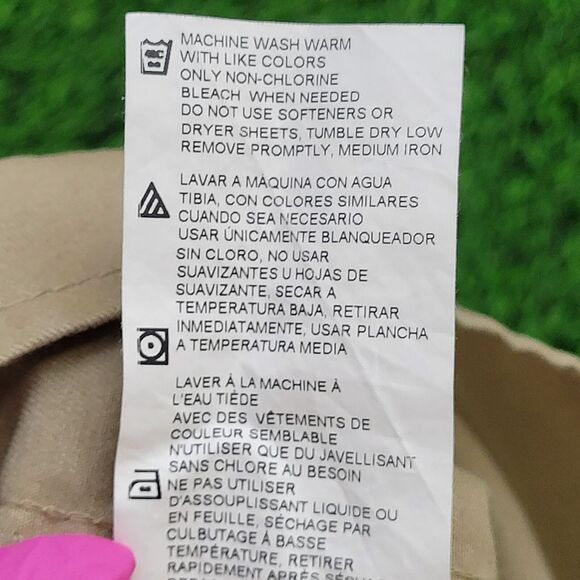 40C
MACHINE WASH WARM
WITH LIKE COLORS
ONLY NON-CHLORINE
BLEACH WHEN NEEDED
DO NOT USE SOFTENERS OR
DRYER SHEETS, TUMBLE DRY LOW
REMOVE PROMPTLY, MEDIUM IRON
LAVAR A MAQUINA CON AGUA
TIBIA, CON COLORES SIMILARES
CUANDO SEA NECESARIO
USAR ÚNICAMENTE BLANQUEADOR
SIN CLORO, NO USAR
SUAVIZANTES U HOJAS DE
SUAVIZANTE, SECAR A
TEMPERATURA BAJA, RETIRAR
INMEDIATAMENTE, USAR PLANCHA
A TEMPERATURA MEDIA
LAVER À LA MACHINE À
L'EAU TIÈDE
AVEC DES VÊTEMENTS DE
COULEUR SEMBLABLE
N'UTILISER QUE DU JAVELLISANT
SANS CHLORE AU BESOIN
NE PAS UTILISER
D'ASSOUPLISSANT LIQUIDE OU
EN FEUILLE, SÉCHAGE PAR
CULBUTAGE À BASSE
TEMPÉRATURE, RETIRER
RAPIDEMENT APRÈS